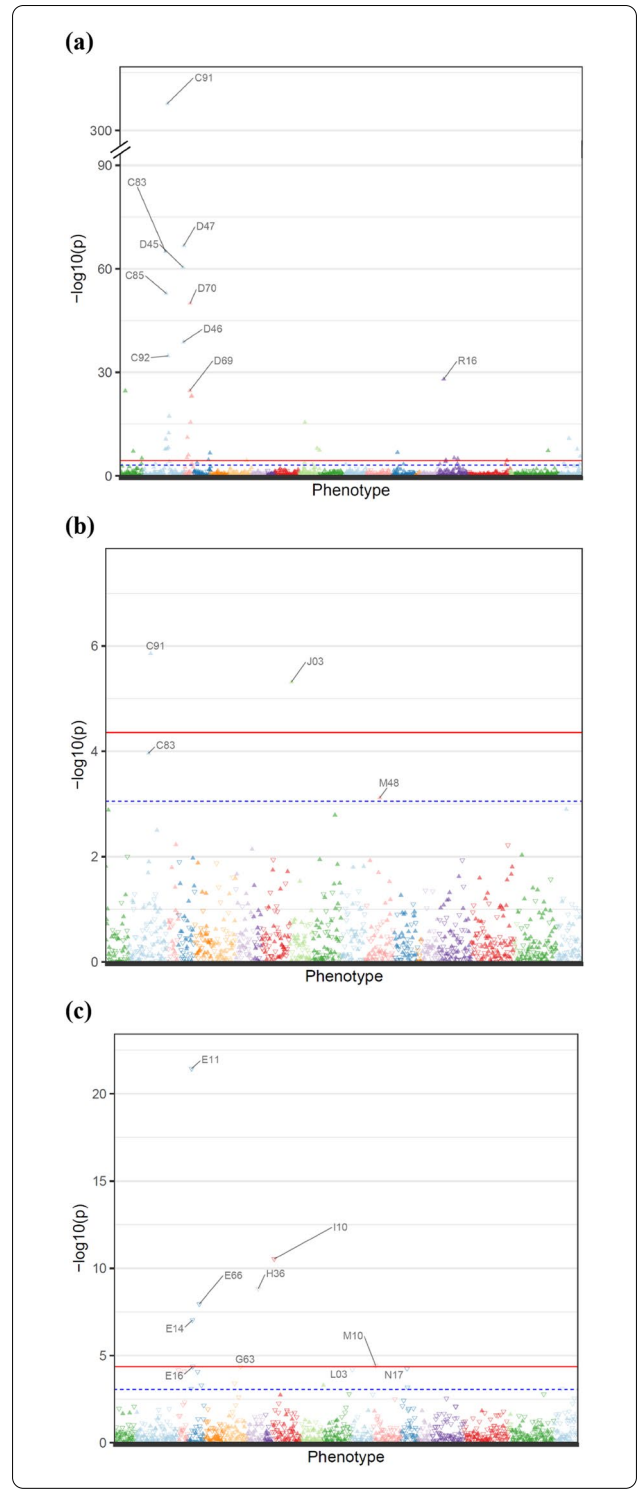 (a)
C91
300
90
C83
D47
D45
60
C85
D70
D46
C92
D69
R16
30
0
−log10(p)
Phenotype
(b)
C91
6
J03
C83
4
M48
2
0
−log10(p)
Phenotype
(c)
E11
20
15
I10
10
E66
H36
E14
M10
5
G63
E16
L03
N17
0
−log10(p)
Phenotype